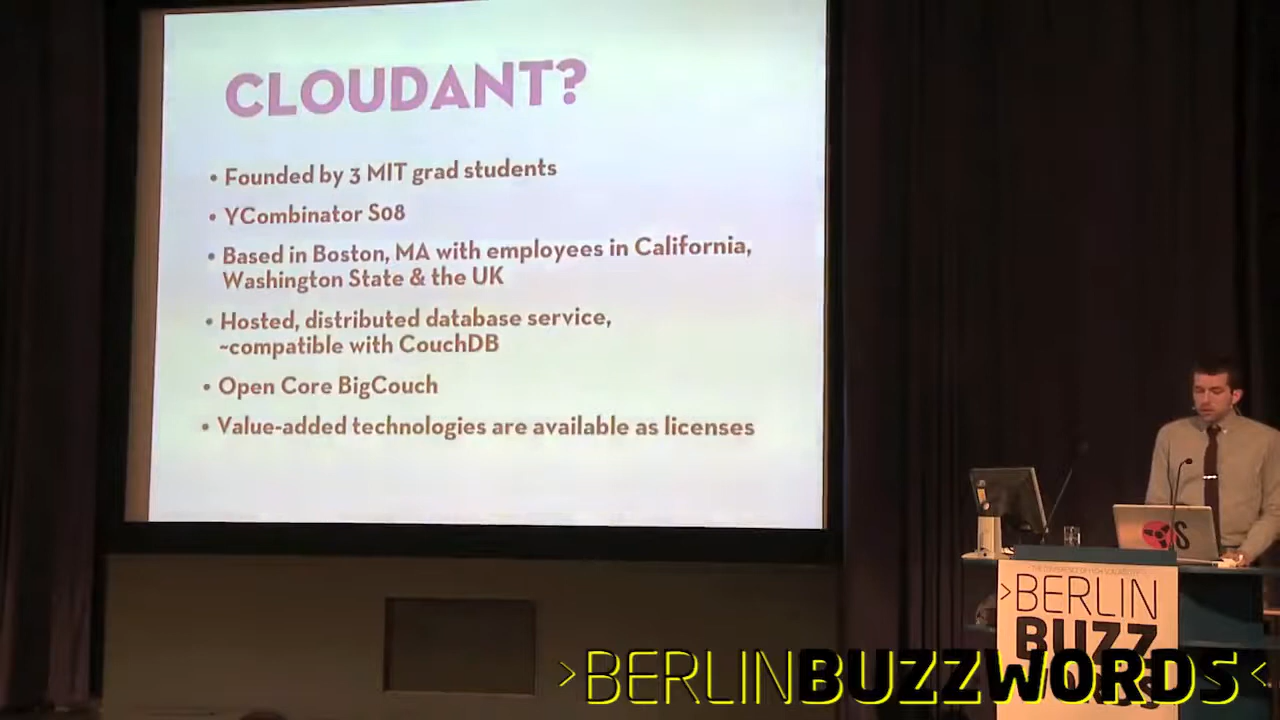 CLOUDANT?
• Founded by 3 MIT grad students
• YCombinator S08
• Based in Boston, MA with employees in California,
Washington State & the UK
• Hosted, distributed database service,
~compatible with CouchDB
• Open Core BigCouch
• Value-added technologies are available as licenses
>BERLIN
BUZZ
>BERLINBUZZWORDS<